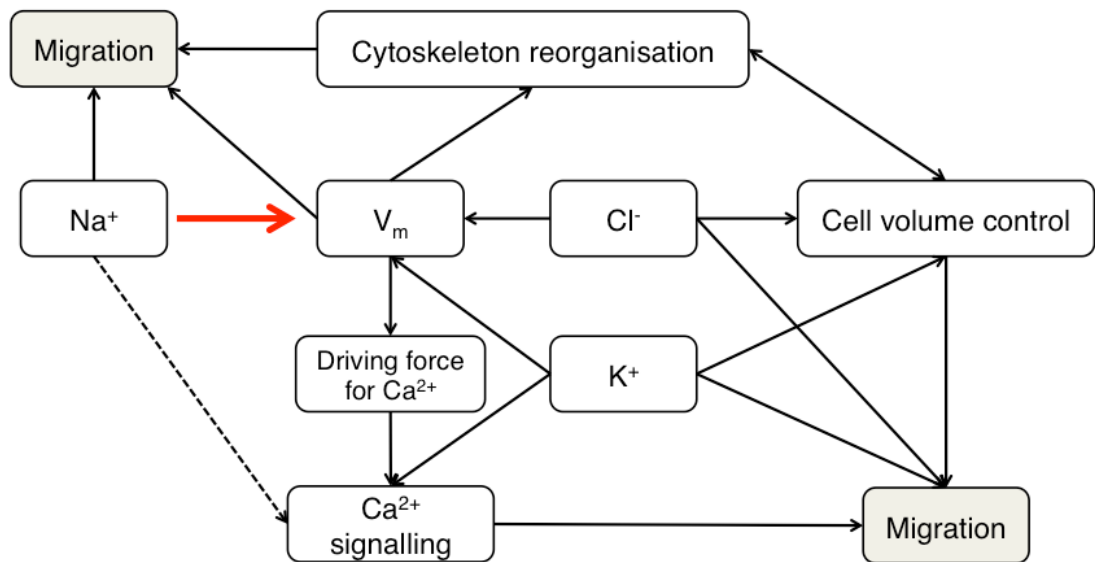 Migration
Cytoskeleton reorganisation
Na⁺
Vₘ
Cl⁻
Cell volume control
Driving force
for Ca²⁺
K⁺
Ca²⁺
signalling
Migration